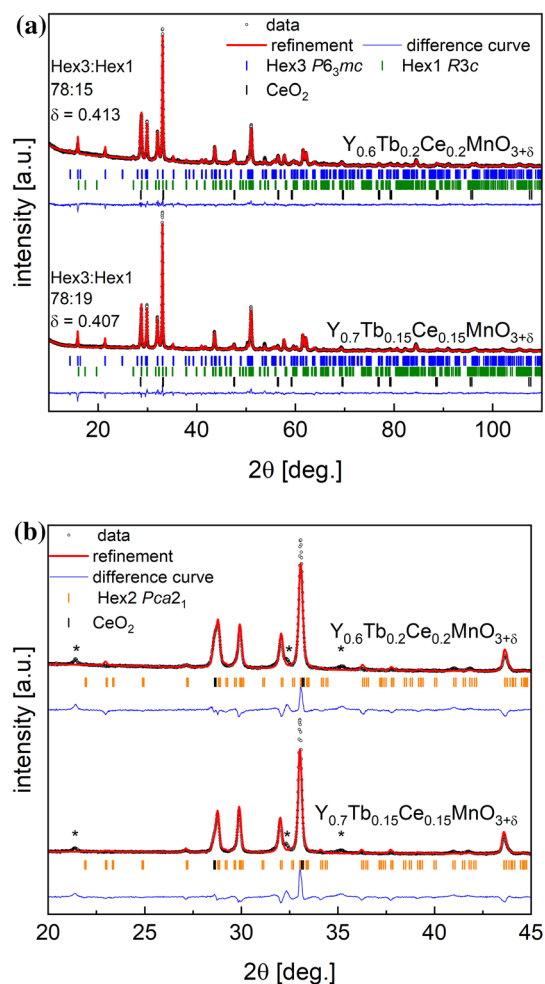 (a)
data
refinement
difference curve
Hex3 P6₃mc
Hex1 R3c
CeO₂
Hex3:Hex1
78:15
δ = 0.413
Y₀.₆Tb₀.₂Ce₀.₂MnO₃₊δ
Hex3:Hex1
78:19
δ = 0.407
Y₀.₇Tb₀.₁₅Ce₀.₁₅MnO₃₊δ
intensity [a.u.]
20 40 60 80 100
2θ [deg.]
(b)
data
refinement
difference curve
Hex2 Pca2₁
CeO₂
Y₀.₆Tb₀.₂Ce₀.₂MnO₃₊δ
* * *
Y₀.₇Tb₀.₁₅Ce₀.₁₅MnO₃₊δ
* * *
intensity [a.u.]
20 25 30 35 40 45
2θ [deg.]